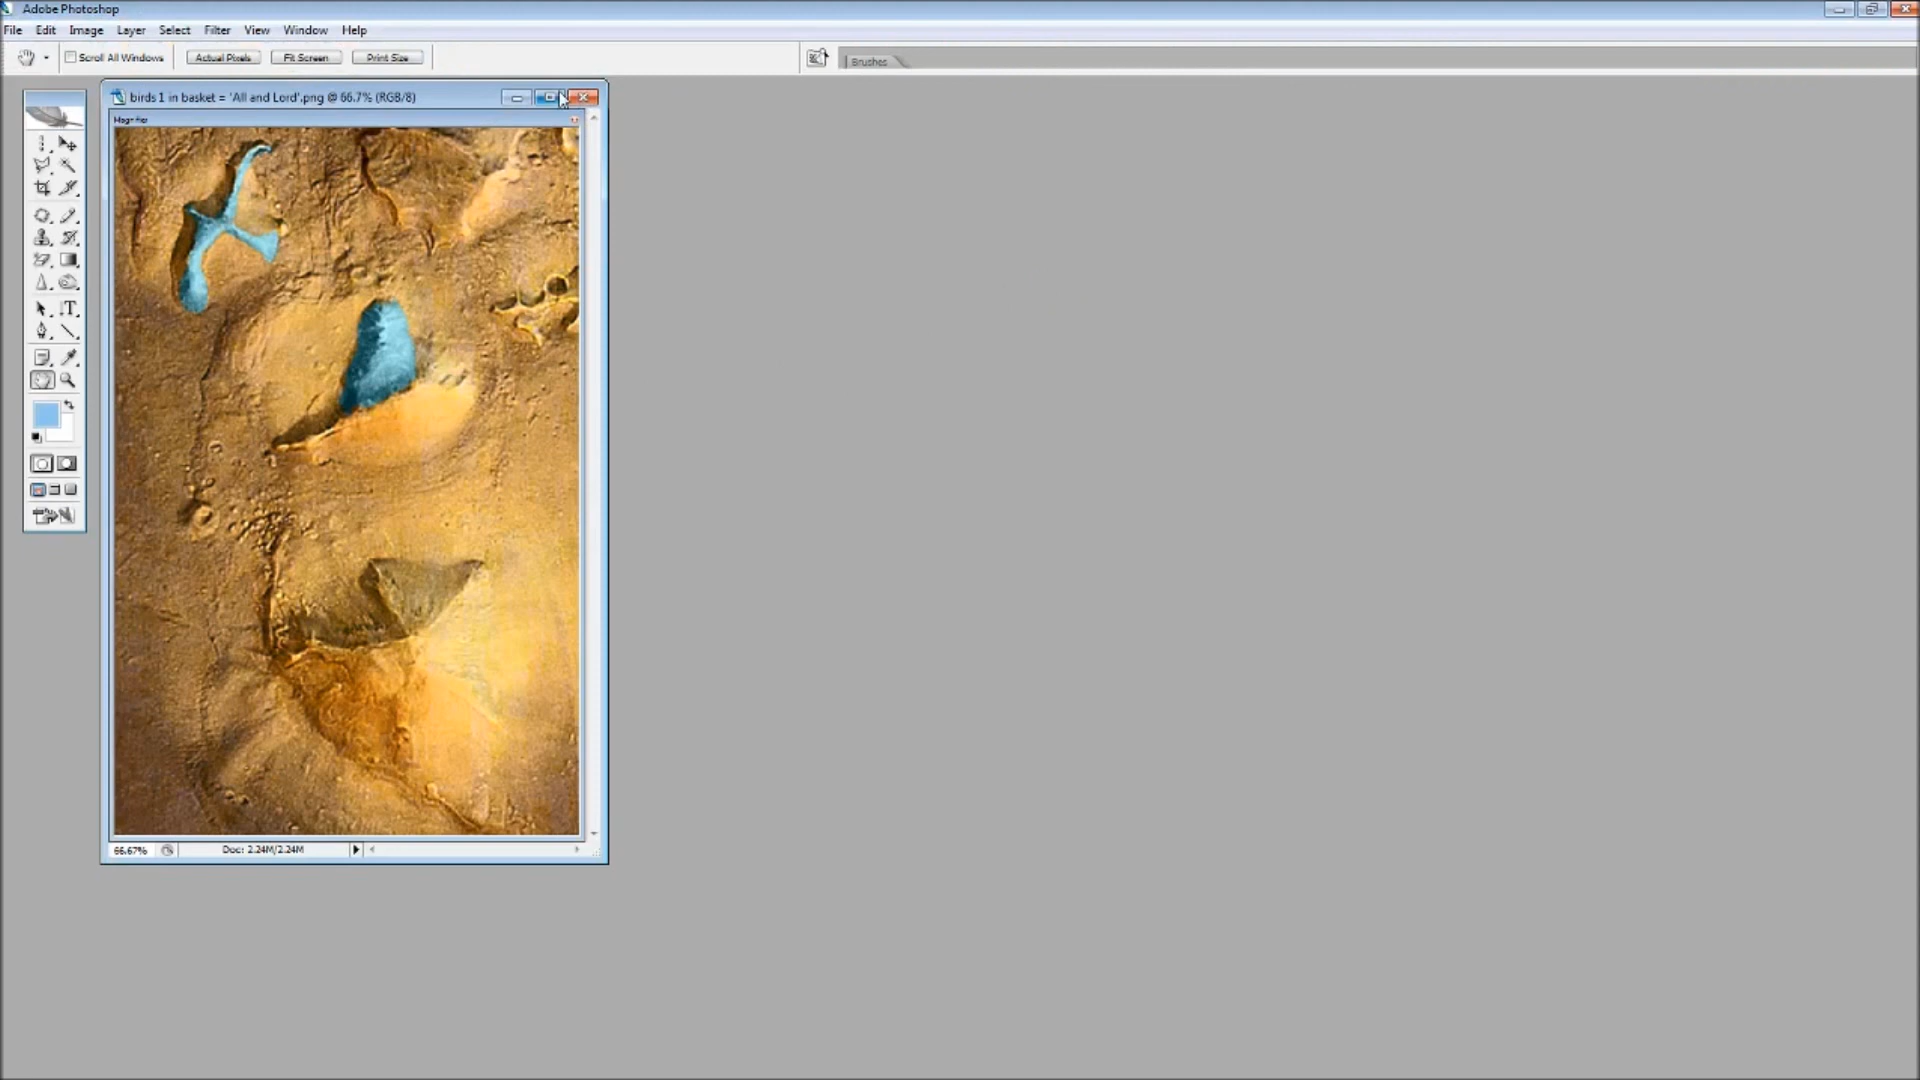 Adobe Photoshop
File Edit Image Layer Select Filter View Window Help
Scroll All Windows Actual Pixels Fit Screen Print Size Brushes
birds 1 in basket = 'All and Lord'.png @ 66.7% (RGB/8)
Magnifier
66.67% Doc: 2.24M/2.24M